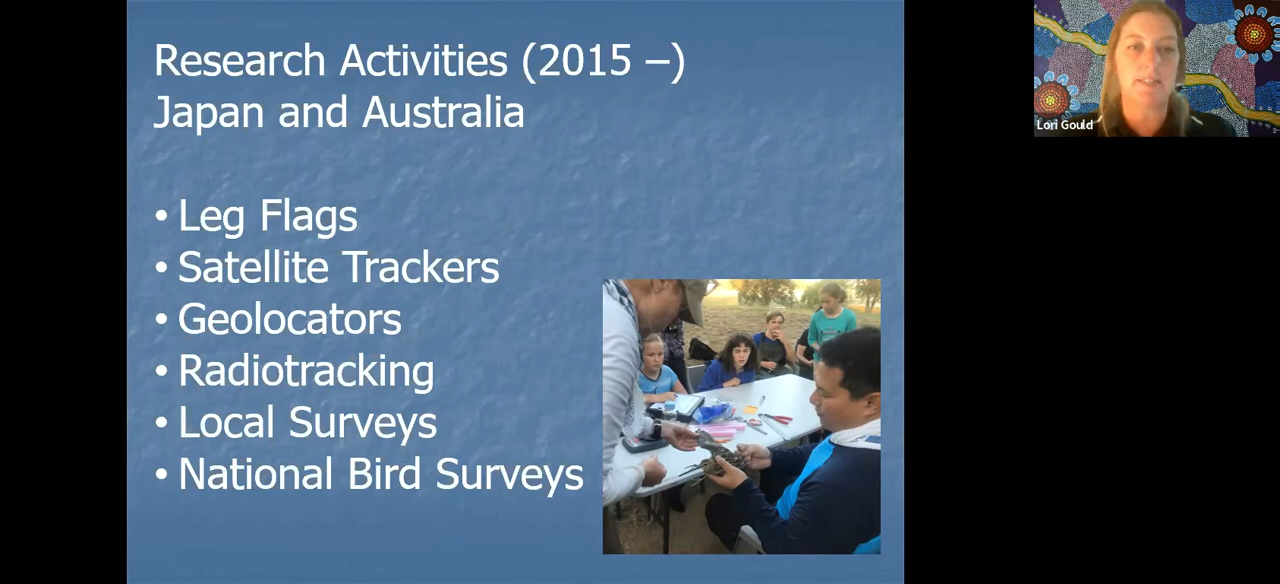 Research Activities (2015 –)
Japan and Australia
• Leg Flags
• Satellite Trackers
• Geolocators
• Radiotracking
• Local Surveys
• National Bird Surveys
Lori Gould